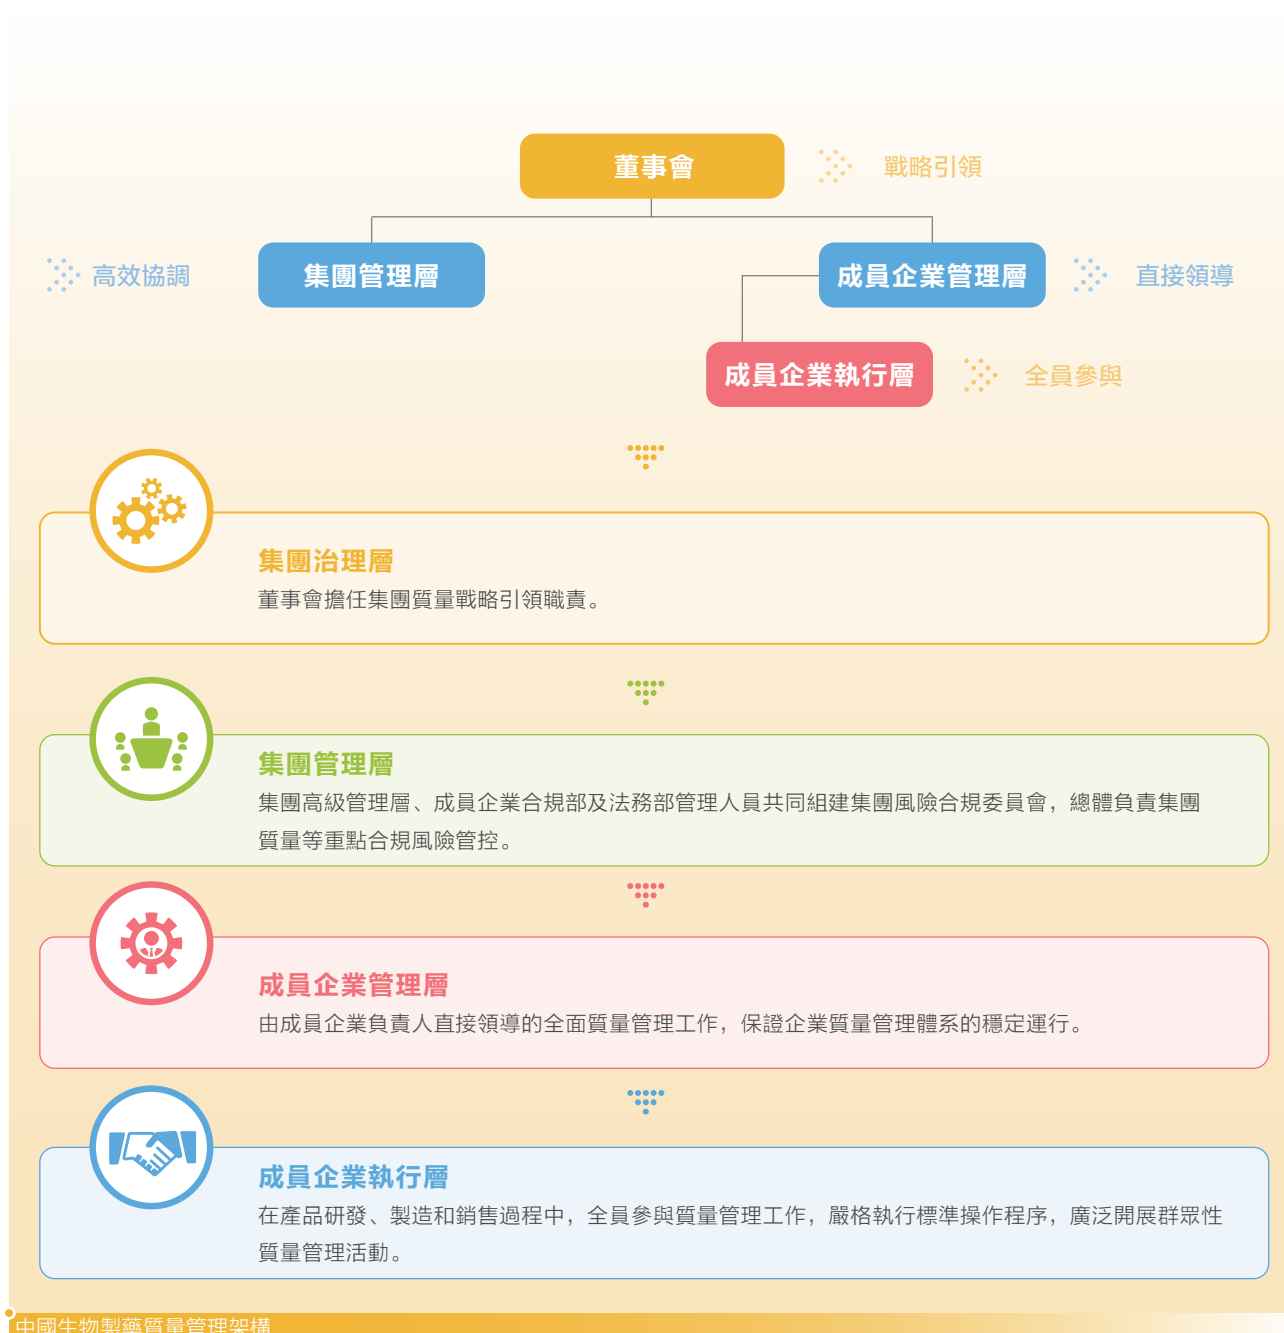 董事會
戰略引領
高效協調
集團管理層
成員企業管理層
直接領導
成員企業執行層
全員參與
集團治理層
董事會擔任集團質量戰略引領職責。
集團管理層
集團高級管理層、成員企業合規部及法務部管理人員共同組建集團風險合規委員會，總體負責集團
質量等重點合規風險管控。
成員企業管理層
由成員企業負責人直接領導的全面質量管理工作，保證企業質量管理體系的穩定運行。
成員企業執行層
在產品研發、製造和銷售過程中，全員參與質量管理工作，嚴格執行標準操作程序，廣泛開展群眾性
質量管理活動。
中國生物製藥質量管理架構